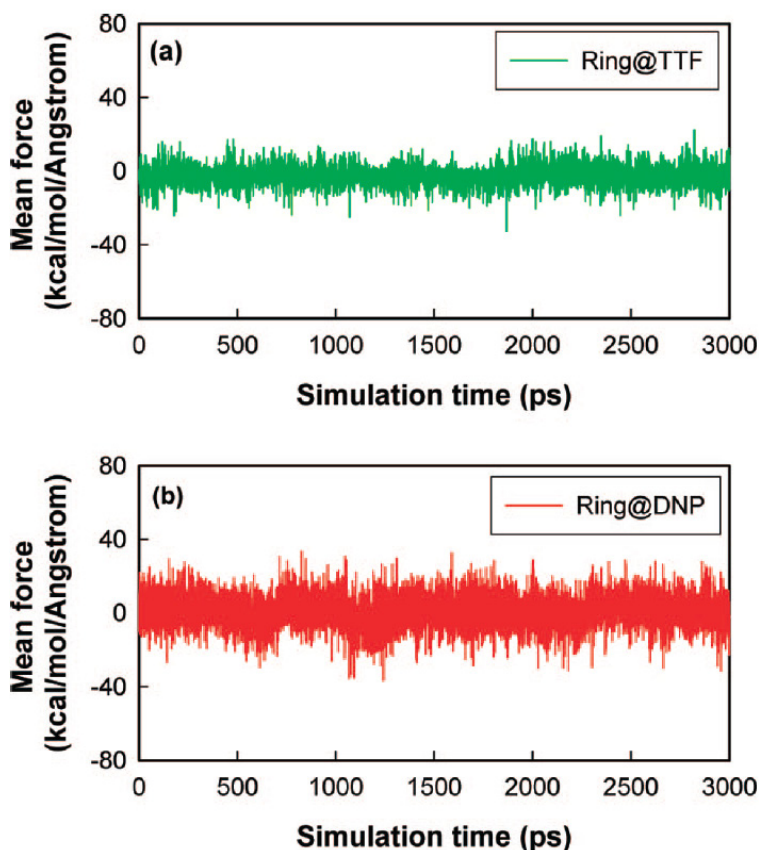 (a)
Ring@TTF
Mean force
(kcal/mol/Angstrom)
80
40
0
-40
-80
0 500 1000 1500 2000 2500 3000
Simulation time (ps)
(b)
Ring@DNP
Mean force
(kcal/mol/Angstrom)
80
40
0
-40
-80
0 500 1000 1500 2000 2500 3000
Simulation time (ps)